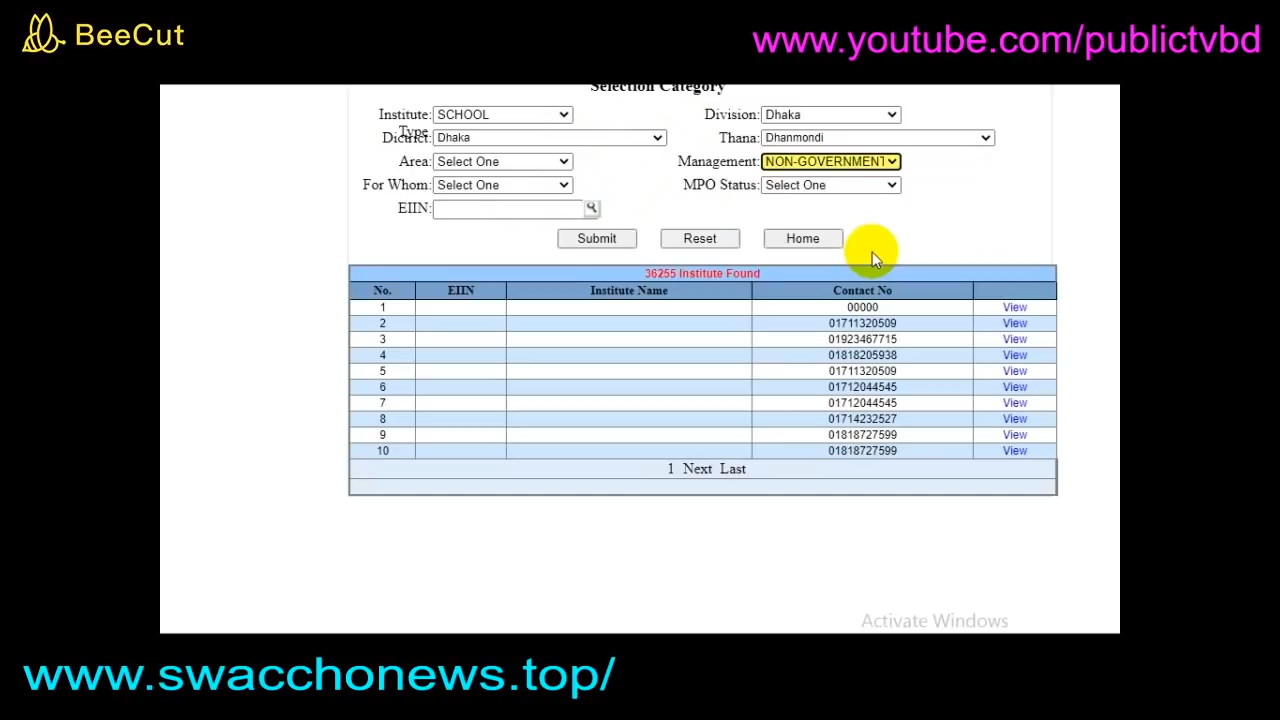 BeeCut
www.youtube.com/publictvbd
Selection Category
Institute Type SCHOOL Division: Dhaka
Dictrict: Dhaka Thana: Dhanmondi
Area: Select One Management: NON-GOVERNMENT
For Whom: Select One MPO Status: Select One
EIIN:
Submit Reset Home
36255 Institute Found
No. EIIN Institute Name Contact No
1 00000 View
2 01711320509 View
3 01923467715 View
4 01818205938 View
5 01711320509 View
6 01712044545 View
7 01712044545 View
8 01714232527 View
9 01818727599 View
10 01818727599 View
1 Next Last
Activate Windows
www.swacchonews.top/